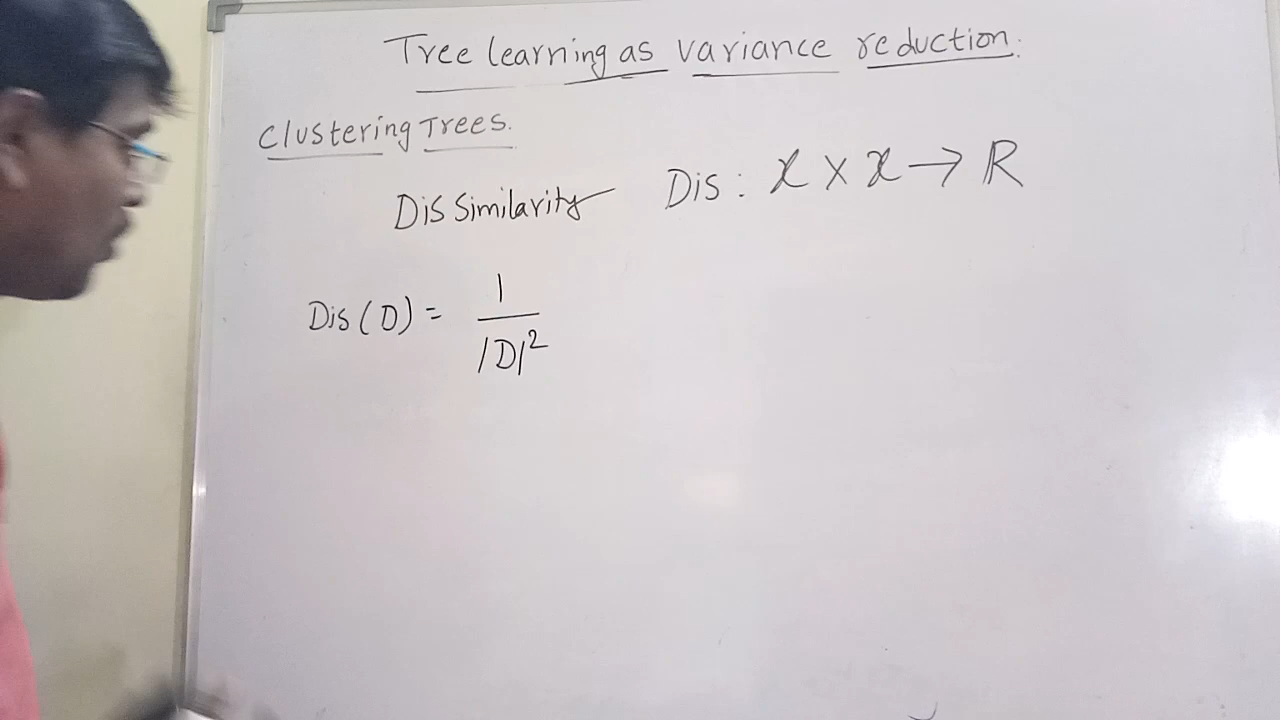 Tree learning as variance reduction.
Clustering Trees.
Dis Similarity Dis : X × X → R
Dis (D) = 1 / |D|²